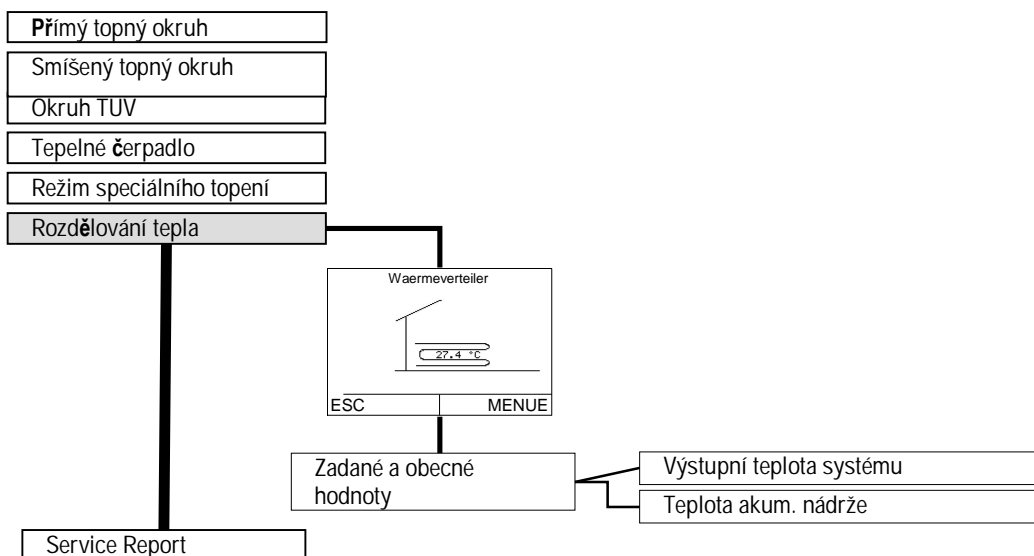 Přímý topný okruh
Smíšený topný okruh
Okruh TUV
Tepelné čerpadlo
Režim speciálního topení
Rozdělování tepla
Waermeverteiler
27.4 °C
ESC MENUE
Zadané a obecné
hodnoty
Výstupní teplota systému
Teplota akum. nádrže
Service Report